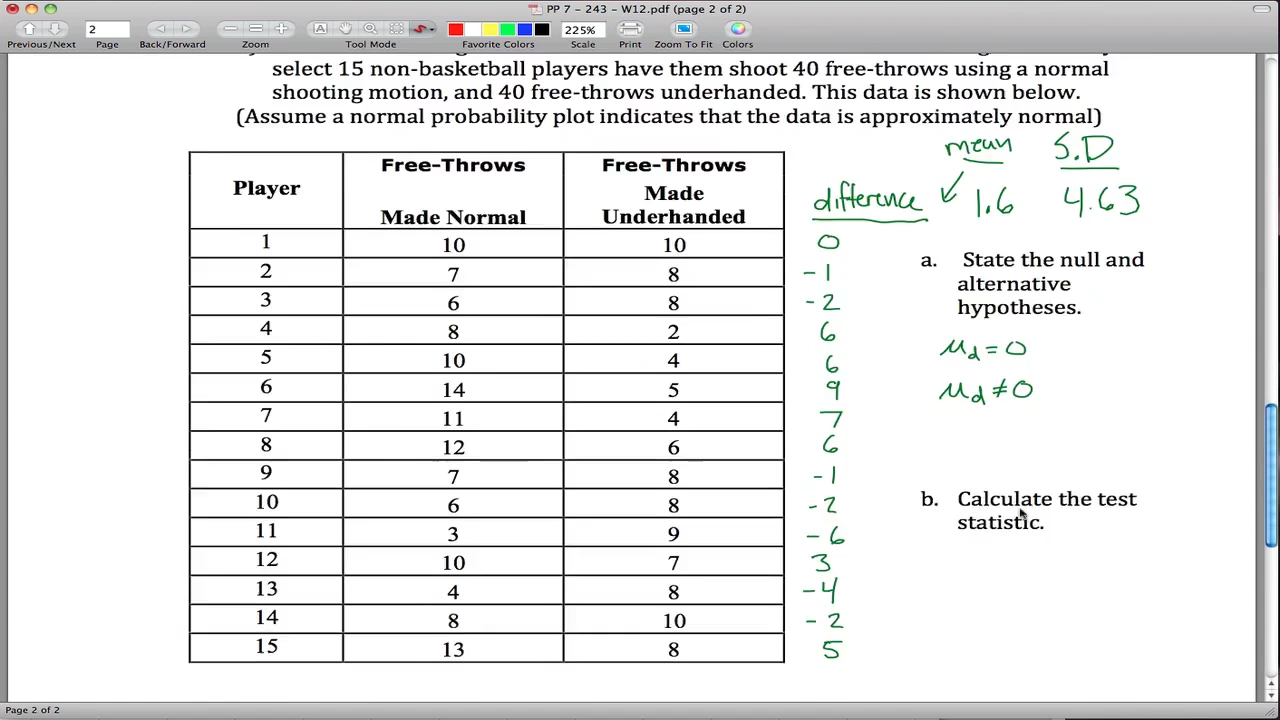 PP 7 – 243 – W12.pdf (page 2 of 2)
2
225%
Previous/Next
Page
Back/Forward
Zoom
Tool Mode
Favorite Colors
Scale
Print
Zoom To Fit
Colors
select 15 non-basketball players have them shoot 40 free-throws using a normal
shooting motion, and 40 free-throws underhanded. This data is shown below.
(Assume a normal probability plot indicates that the data is approximately normal)
mean S.D
difference 1.6 4.63
Player
Free-Throws
Made Normal
Free-Throws
Made
Underhanded
1 10 10 0
2 7 8 -1
3 6 8 -2
4 8 2 6
5 10 4 6
6 14 5 9
7 11 4 7
8 12 6 6
9 7 8 -1
10 6 8 -2
11 3 9 -6
12 10 7 3
13 4 8 -4
14 8 10 -2
15 13 8 5
a. State the null and
alternative
hypotheses.
μd = 0
μd ≠ 0
b. Calculate the test
statistic.
Page 2 of 2